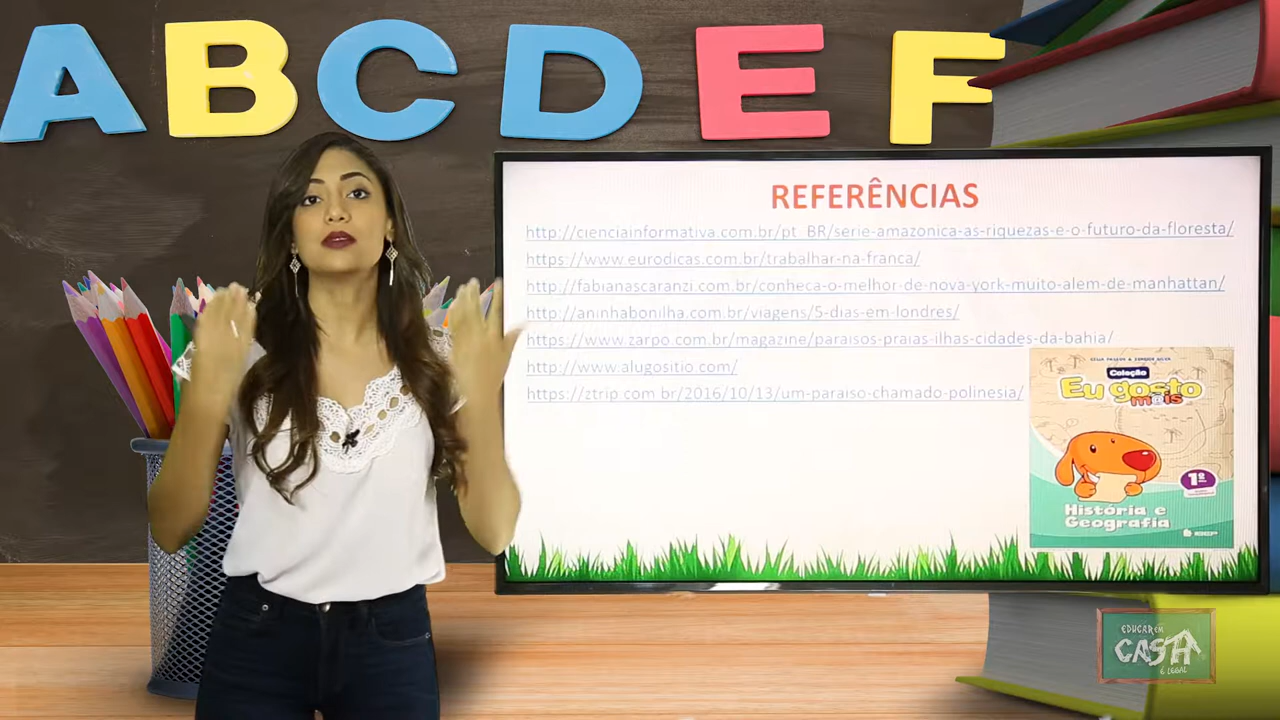 A B C D E F
REFERÊNCIAS
http://cienciainformativa.com.br/pt_BR/serie-amazonica-as-riquezas-e-o-futuro-da-floresta/
https://www.eurodicas.com.br/trabalhar-na-franca/
http://fabianascaranzi.com.br/conheca-o-melhor-de-nova-york-muito-alem-de-manhattan/
http://aninhabonilha.com.br/viagens/5-dias-em-londres/
https://www.zarpo.com.br/magazine/paraisos-praias-ilhas-cidades-da-bahia/
http://www.alugositio.com/
https://ztrip.com.br/2016/10/13/um-paraiso-chamado-polinesia/
Coleção
Eu gosto
mais
1º
História e
Geografia
EDUCAR EM
CASA
É LEGAL